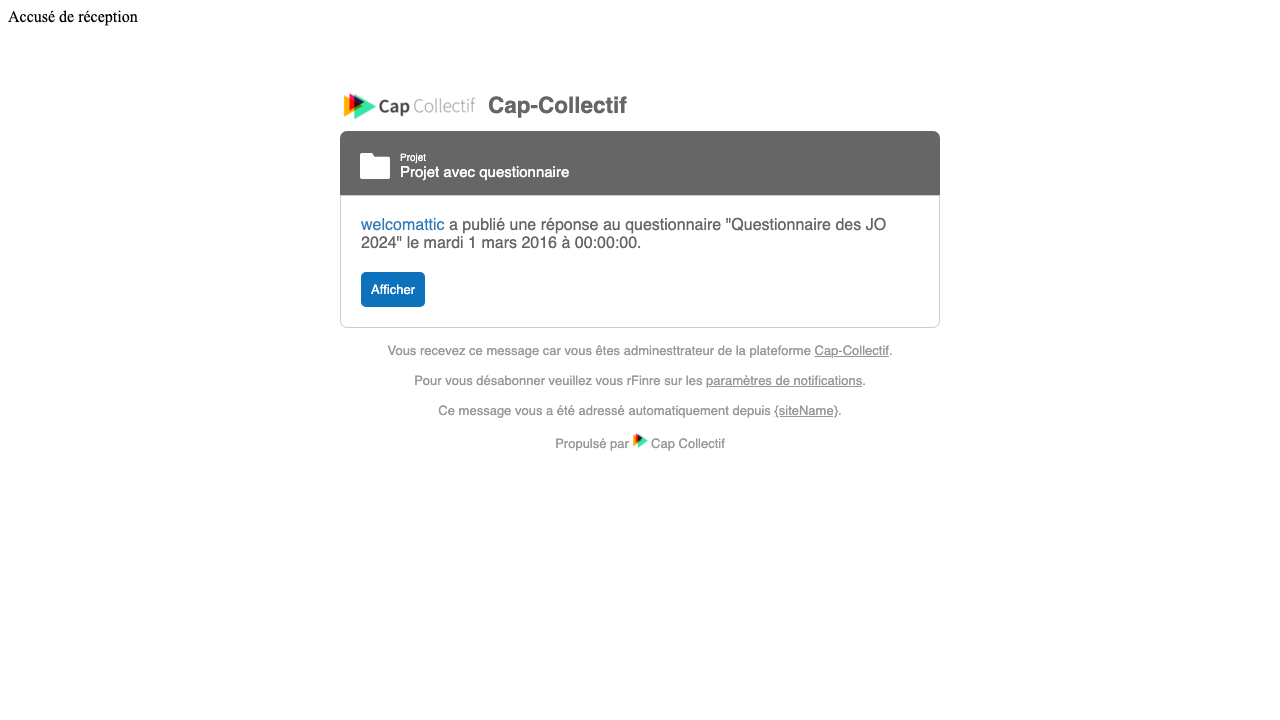 Accusé de réception
Cap Collectif Cap-Collectif
Projet
Projet avec questionnaire
welcomattic a publié une réponse au questionnaire "Questionnaire des JO
2024" le mardi 1 mars 2016 à 00:00:00.
Afficher
Vous recevez ce message car vous êtes adminesttrateur de la plateforme Cap-Collectif.
Pour vous désabonner veuillez vous rFinre sur les paramètres de notifications.
Ce message vous a été adressé automatiquement depuis {siteName}.
Propulsé par Cap Collectif